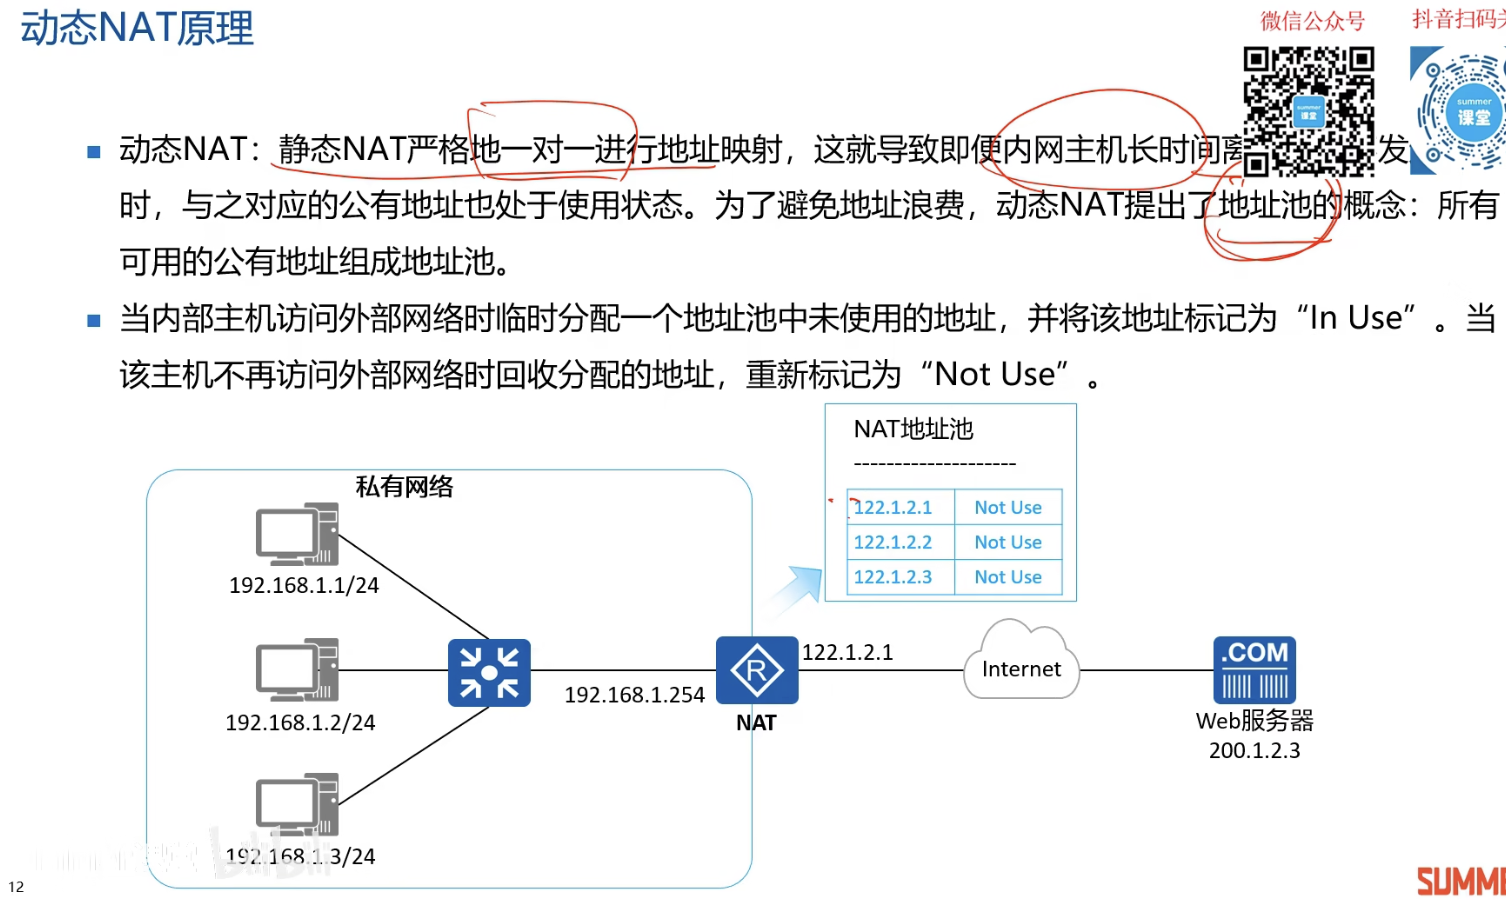 动态NAT原理
微信公众号
抖音扫码关
summer
课堂
summer
课堂
动态NAT：静态NAT严格地一对一进行地址映射，这就导致即便内网主机长时间离
发
时，与之对应的公有地址也处于使用状态。为了避免地址浪费，动态NAT提出了地址池的概念：所有
可用的公有地址组成地址池。
当内部主机访问外部网络时临时分配一个地址池中未使用的地址，并将该地址标记为“In Use”。当
该主机不再访问外部网络时回收分配的地址，重新标记为“Not Use”。
NAT地址池
--------------------
122.1.2.1 Not Use
122.1.2.2 Not Use
122.1.2.3 Not Use
私有网络
192.168.1.1/24
192.168.1.2/24
192.168.1.3/24
192.168.1.254
R
NAT
122.1.2.1
Internet
.COM
Web服务器
200.1.2.3
bilibili
12
SUMME